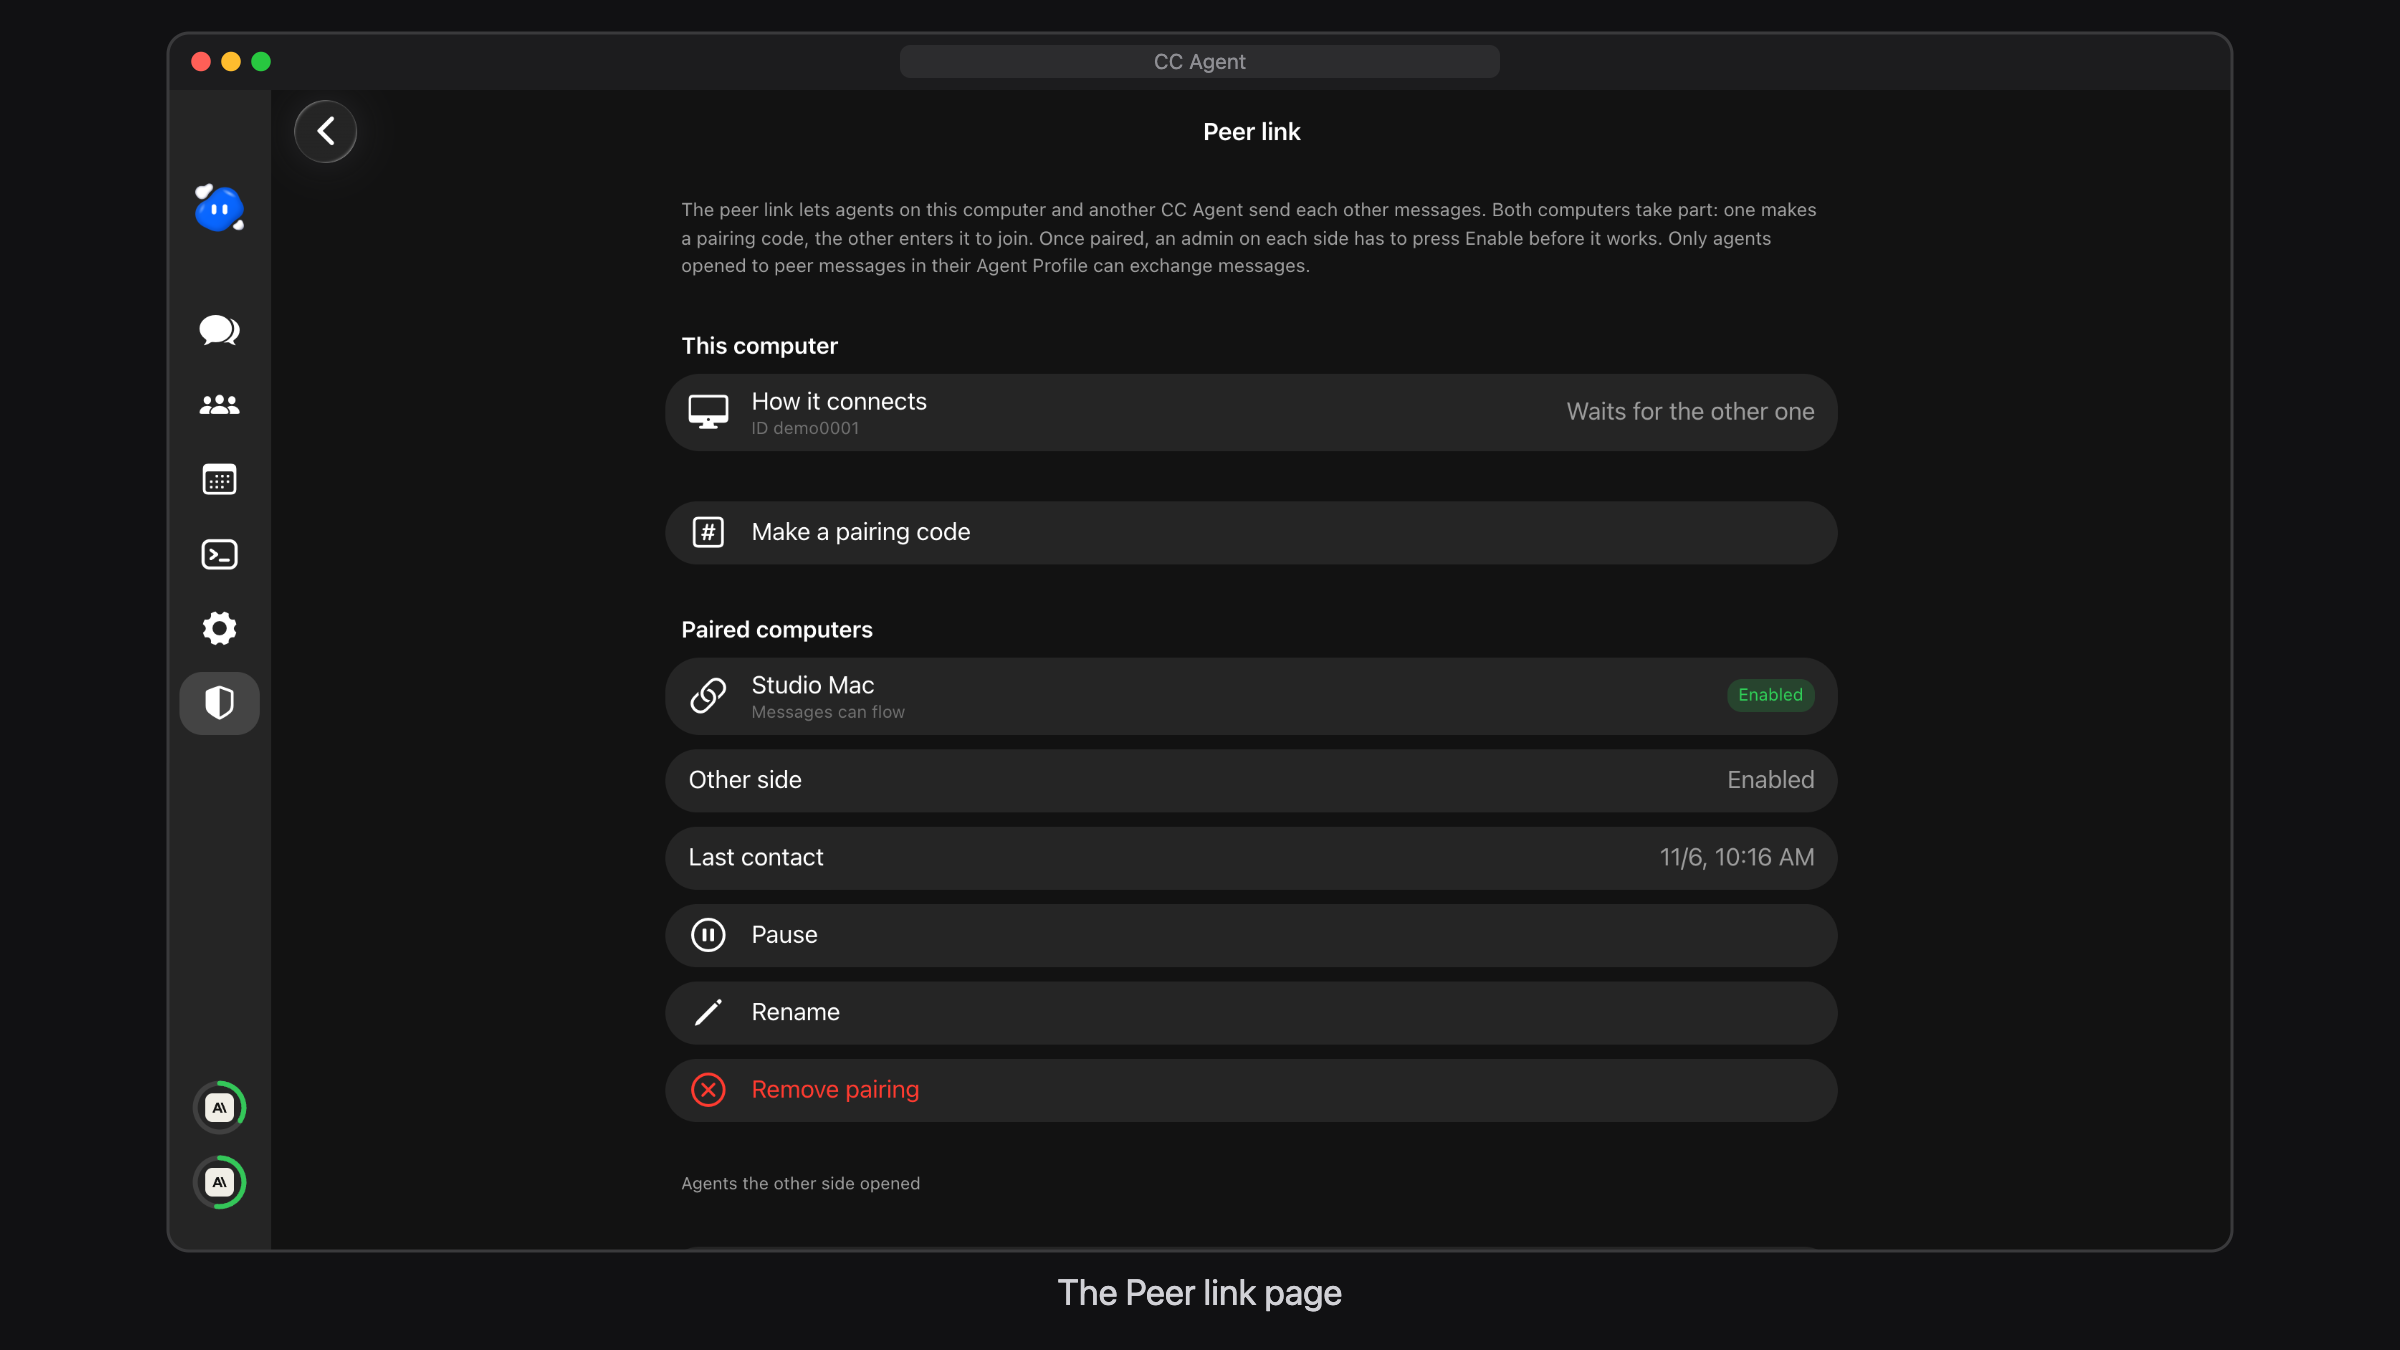 CC Agent
Peer link
The peer link lets agents on this computer and another CC Agent send each other messages. Both computers take part: one makes
a pairing code, the other enters it to join. Once paired, an admin on each side has to press Enable before it works. Only agents
opened to peer messages in their Agent Profile can exchange messages.
This computer
How it connects
ID demo0001
Waits for the other one
Make a pairing code
Paired computers
Studio Mac
Messages can flow
Enabled
Other side
Enabled
Last contact
11/6, 10:16 AM
Pause
Rename
Remove pairing
Agents the other side opened
The Peer link page